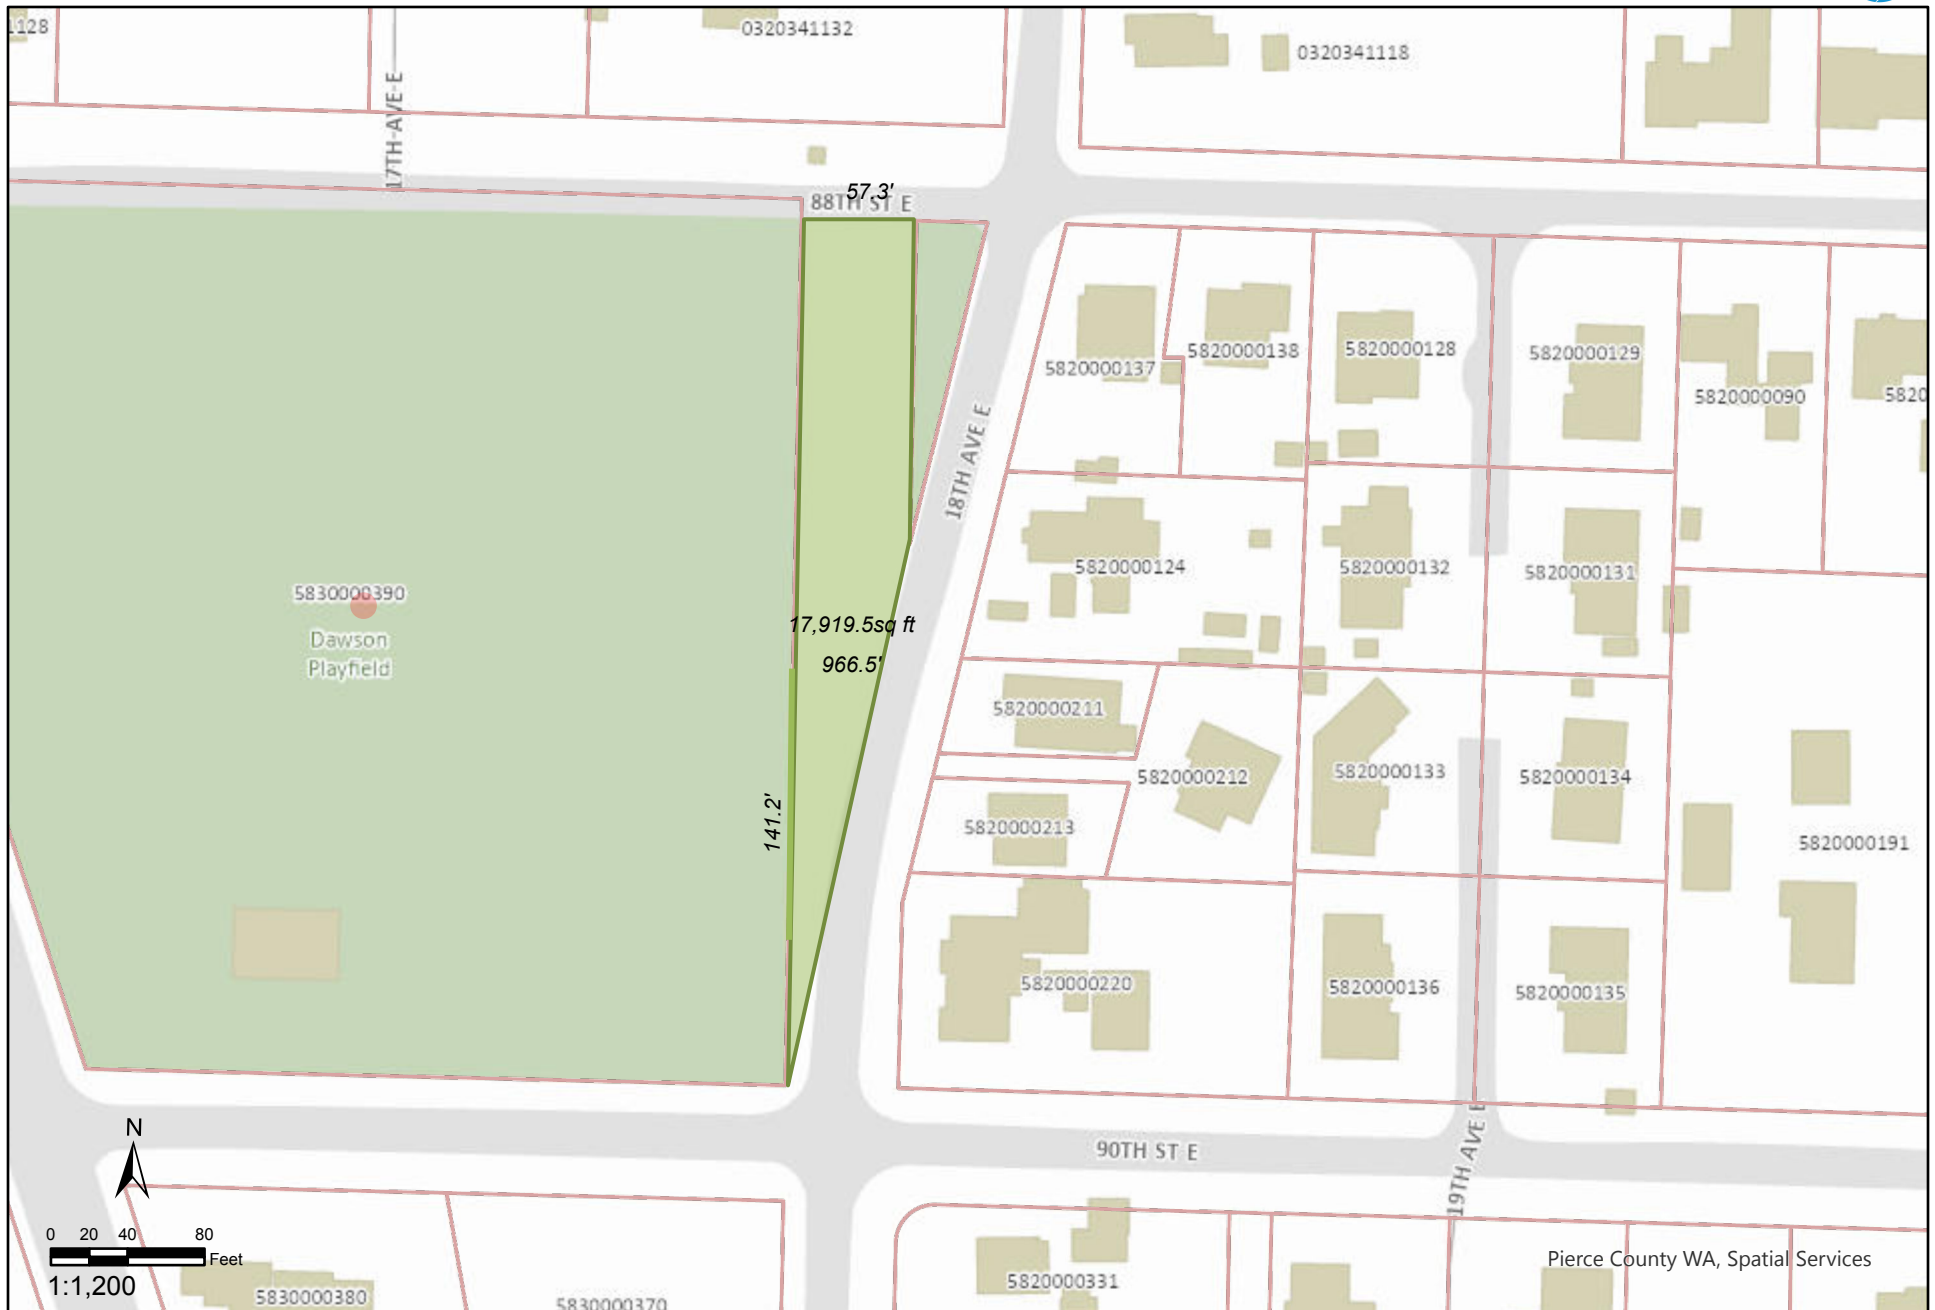 1128
0320341132
0320341118
17TH AVE E
57.3'
88TH ST E
5820000137
5820000138
5820000128
5820000129
5820000090
5820
18TH AVE E
5820000124
5820000132
5820000131
5830000390
Dawson
Playfield
17,919.5sq ft
966.5'
5820000211
5820000212
5820000133
5820000134
141.2'
5820000213
5820000191
5820000220
5820000136
5820000135
N
90TH ST E
19TH AVE E
0 20 40 80
Feet
1:1,200
Pierce County WA, Spatial Services
5830000380
5830000370
5820000331